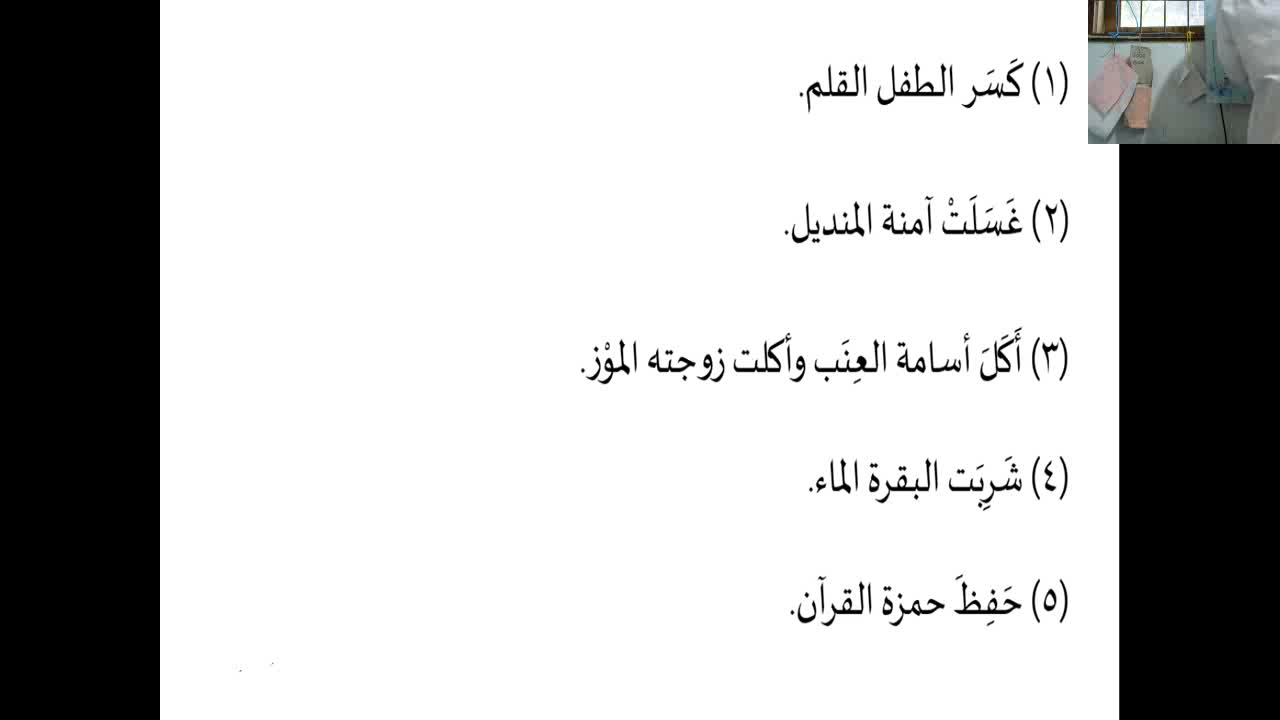 (١) كَسَر الطفل القلم.
(٢) غَسَلَتْ آمنة المنديل.
(٣) أَكَلَ أسامة العِنَب وأكلت زوجته الموْز.
(٤) شَرِبَت البقرة الماء.
(٥) حَفِظَ حمزة القرآن.